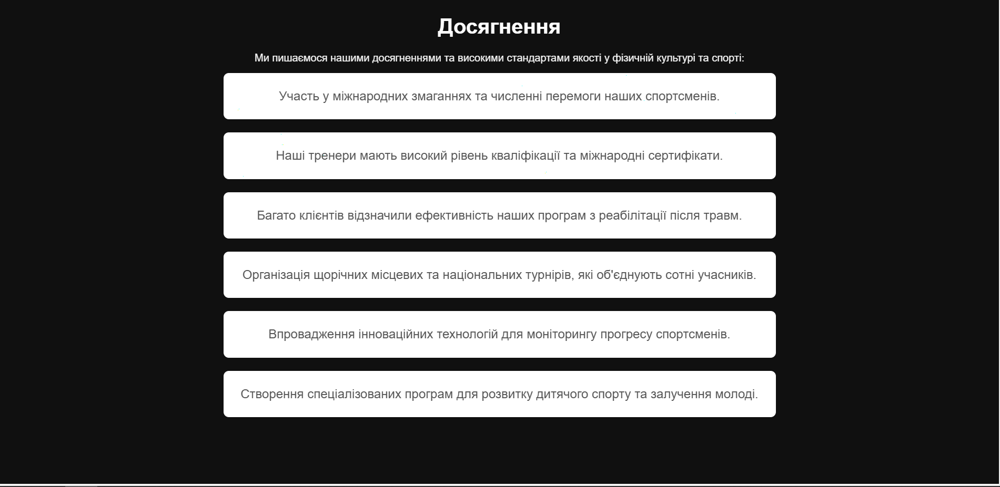 Досягнення
Ми пишаємося нашими досягненнями та високими стандартами якості у фізичній культурі та спорті:
Участь у міжнародних змаганнях та численні перемоги наших спортсменів.
Наші тренери мають високий рівень кваліфікації та міжнародні сертифікати.
Багато клієнтів відзначили ефективність наших програм з реабілітації після травм.
Організація щорічних місцевих та національних турнірів, які об'єднують сотні учасників.
Впровадження інноваційних технологій для моніторингу прогресу спортсменів.
Створення спеціалізованих програм для розвитку дитячого спорту та залучення молоді.